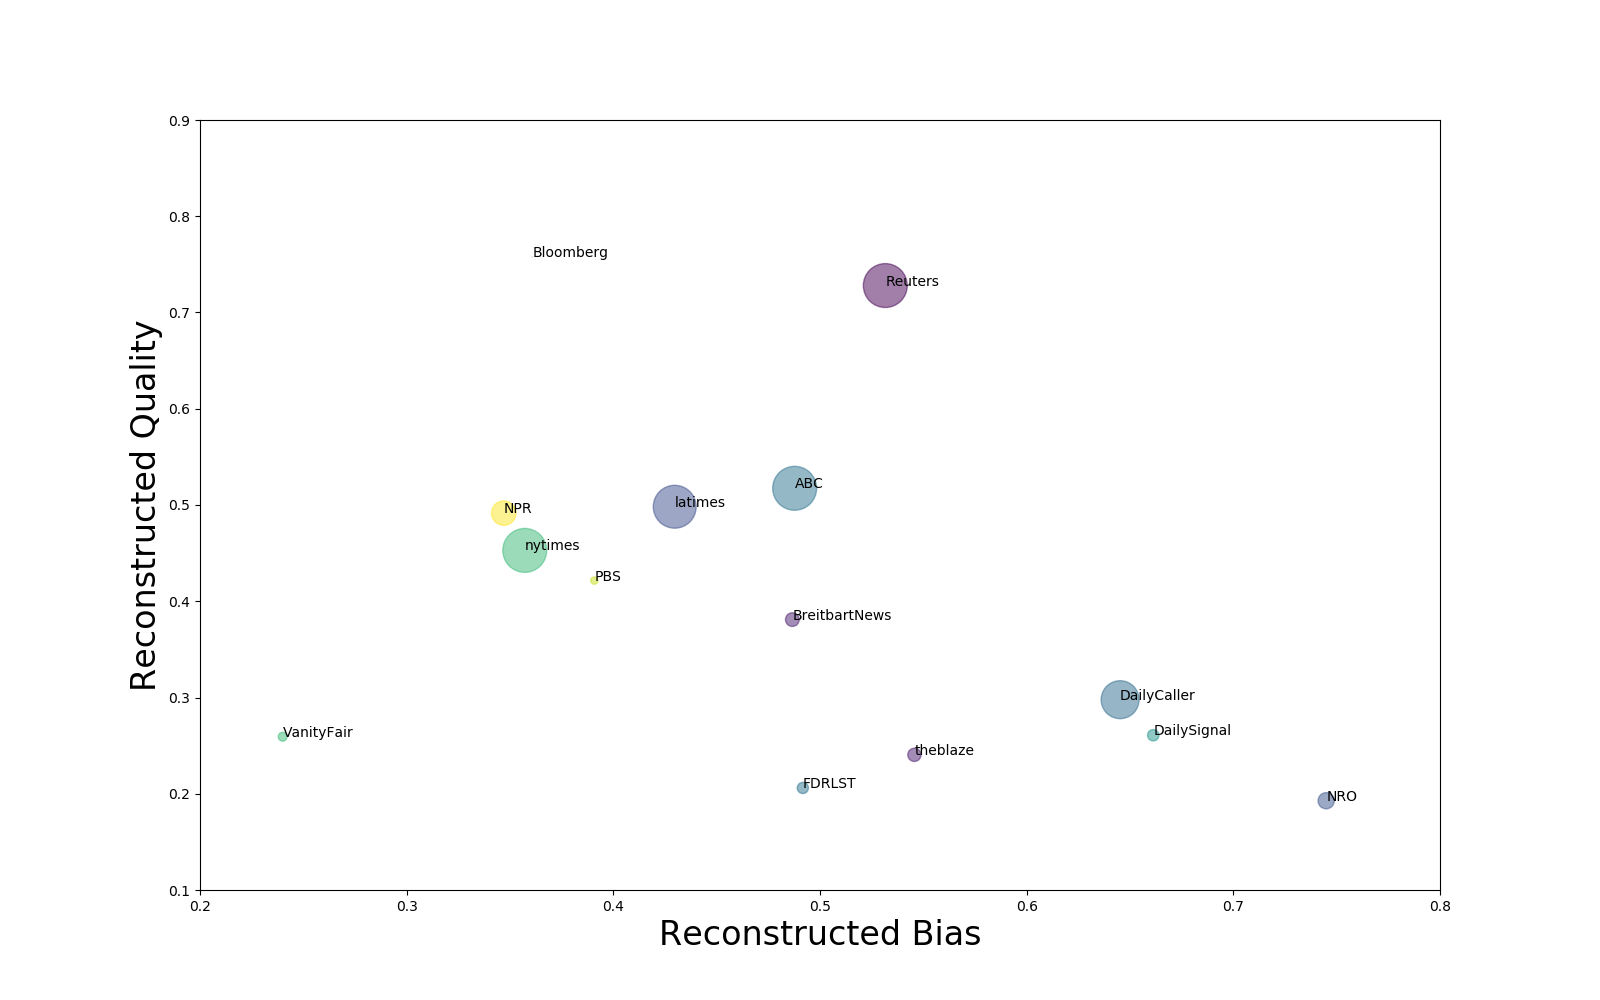 0.9
0.8
Bloomberg
Reuters
0.7
0.6
ABC
latimes
0.5
NPR
nytimes
PBS
0.4
BreitbartNews
0.3
DailyCaller
VanityFair
DailySignal
theblaze
FDRLST
0.2
NRO
0.1
0.2 0.3 0.4 0.5 0.6 0.7 0.8
Reconstructed Bias
Reconstructed Quality